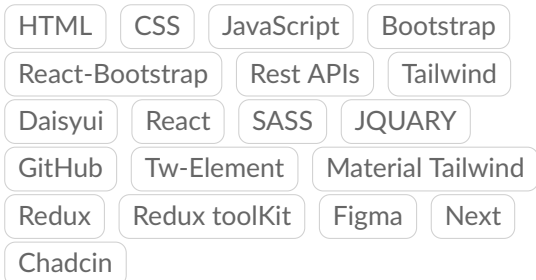 HTML CSS JavaScript Bootstrap
React-Bootstrap Rest APIs Tailwind
Daisyui React SASS JQUARY
GitHub Tw-Element Material Tailwind
Redux Redux toolKit Figma Next
Chadcin